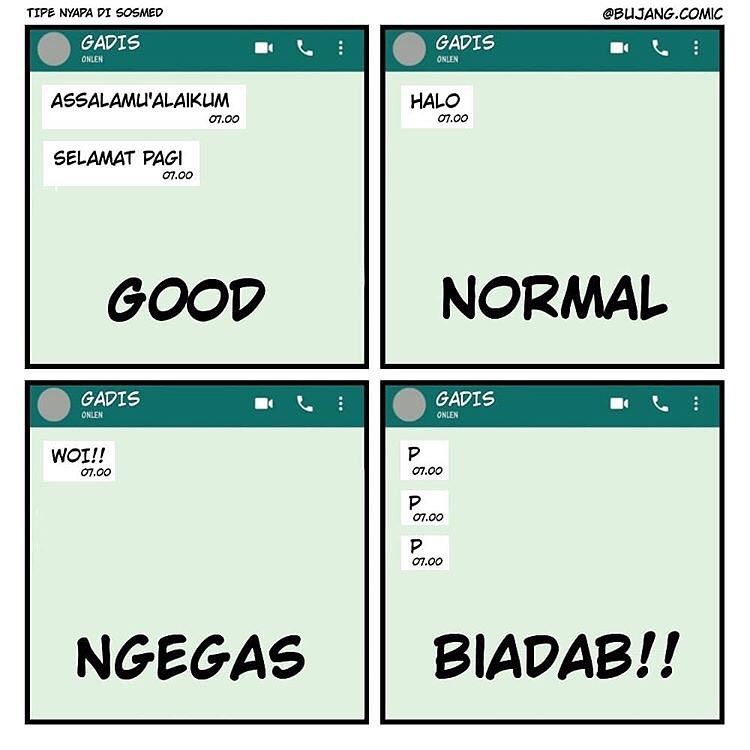 TIPE NYAPA DI SOSMED
@BUJANG.COMIC
GADIS
ONLEN
ASSALAMU'ALAIKUM
07.00
SELAMAT PAGI
07.00
GOOD
GADIS
ONLEN
HALO
07.00
NORMAL
GADIS
ONLEN
WOI!!
07.00
NGEGAS
GADIS
ONLEN
P
07.00
P
07.00
P
07.00
BIADAB!!